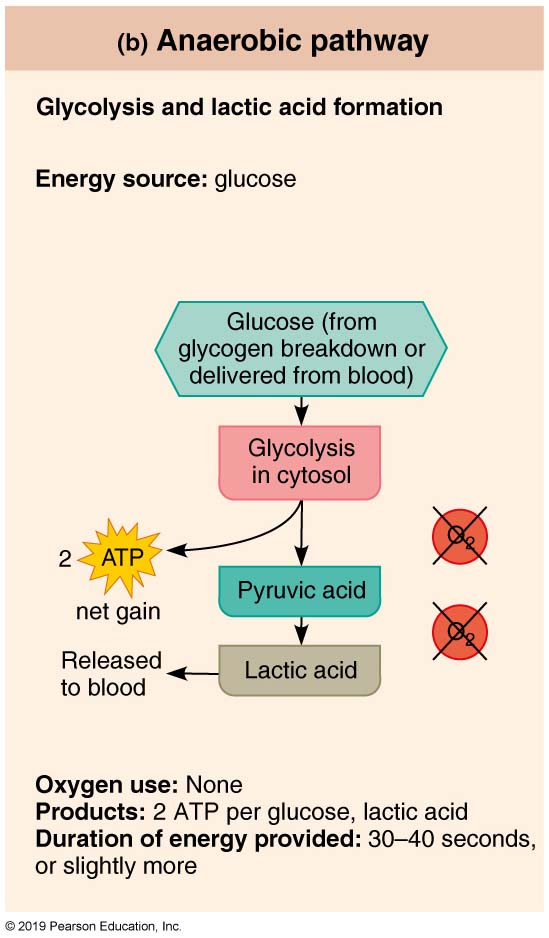 (b) Anaerobic pathway
Glycolysis and lactic acid formation
Energy source: glucose
Glucose (from
glycogen breakdown or
delivered from blood)
Glycolysis
in cytosol
O2
2 ATP
net gain
Pyruvic acid
O2
Released
to blood
Lactic acid
Oxygen use: None
Products: 2 ATP per glucose, lactic acid
Duration of energy provided: 30–40 seconds,
or slightly more
© 2019 Pearson Education, Inc.